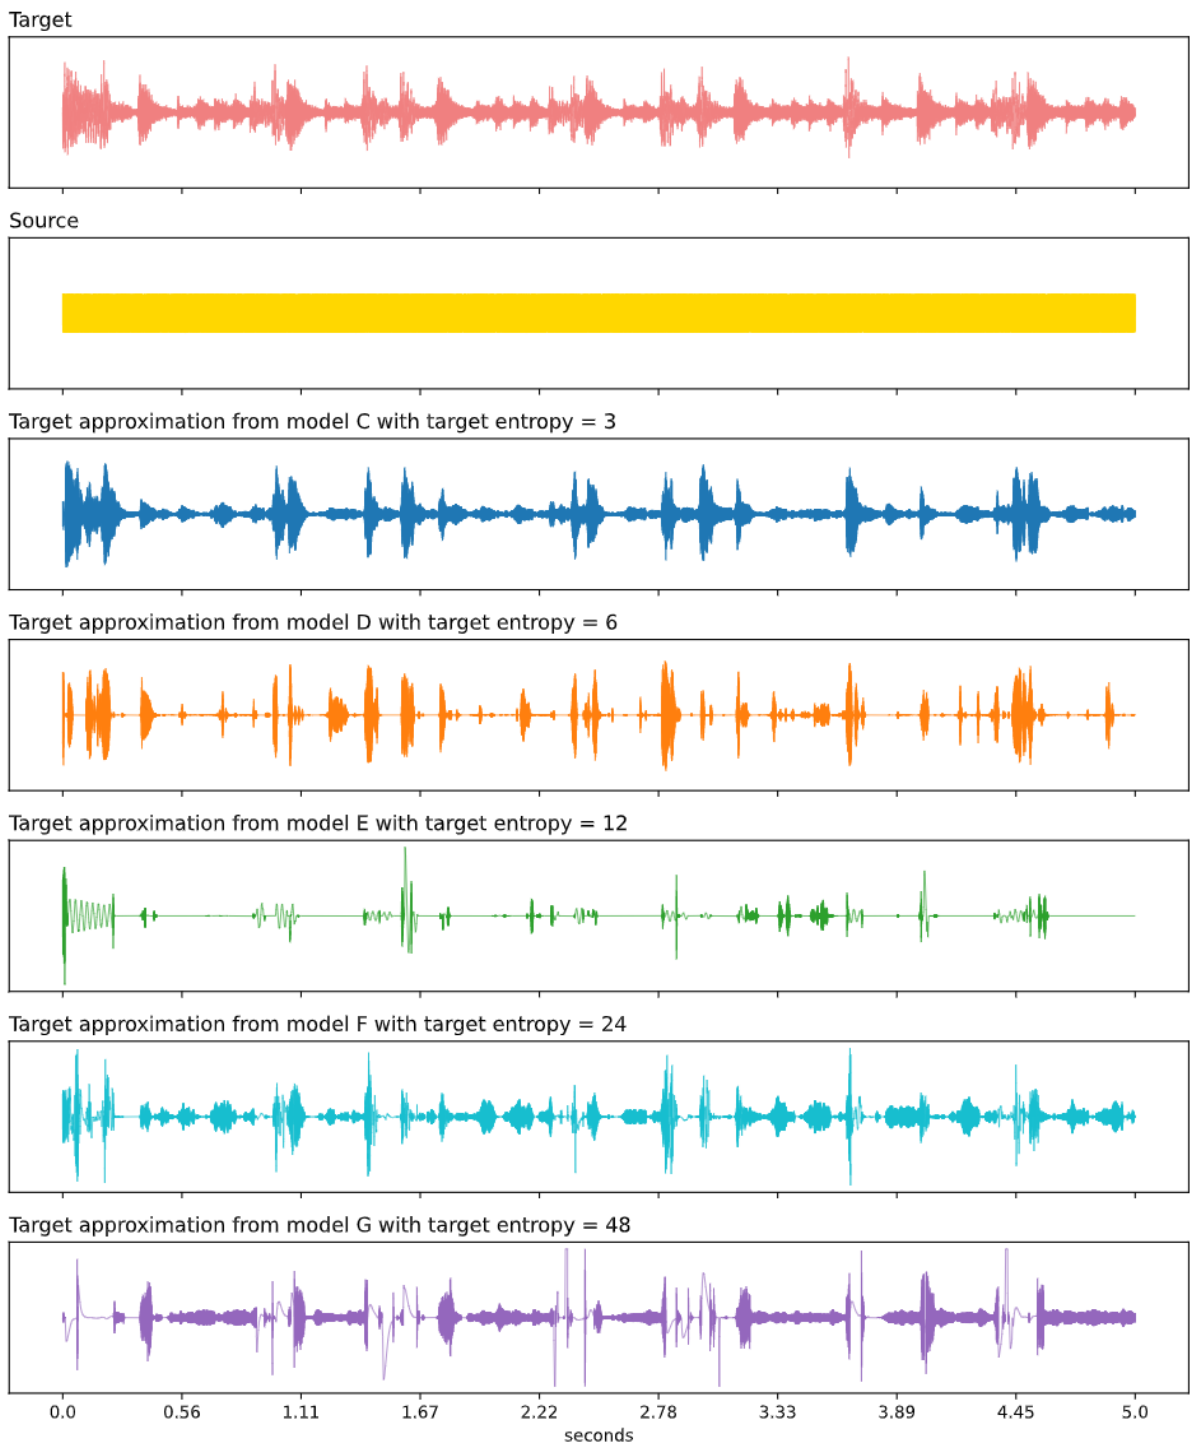 Target
Source
Target approximation from model C with target entropy = 3
Target approximation from model D with target entropy = 6
Target approximation from model E with target entropy = 12
Target approximation from model F with target entropy = 24
Target approximation from model G with target entropy = 48
0.0 0.56 1.11 1.67 2.22 2.78 3.33 3.89 4.45 5.0
seconds